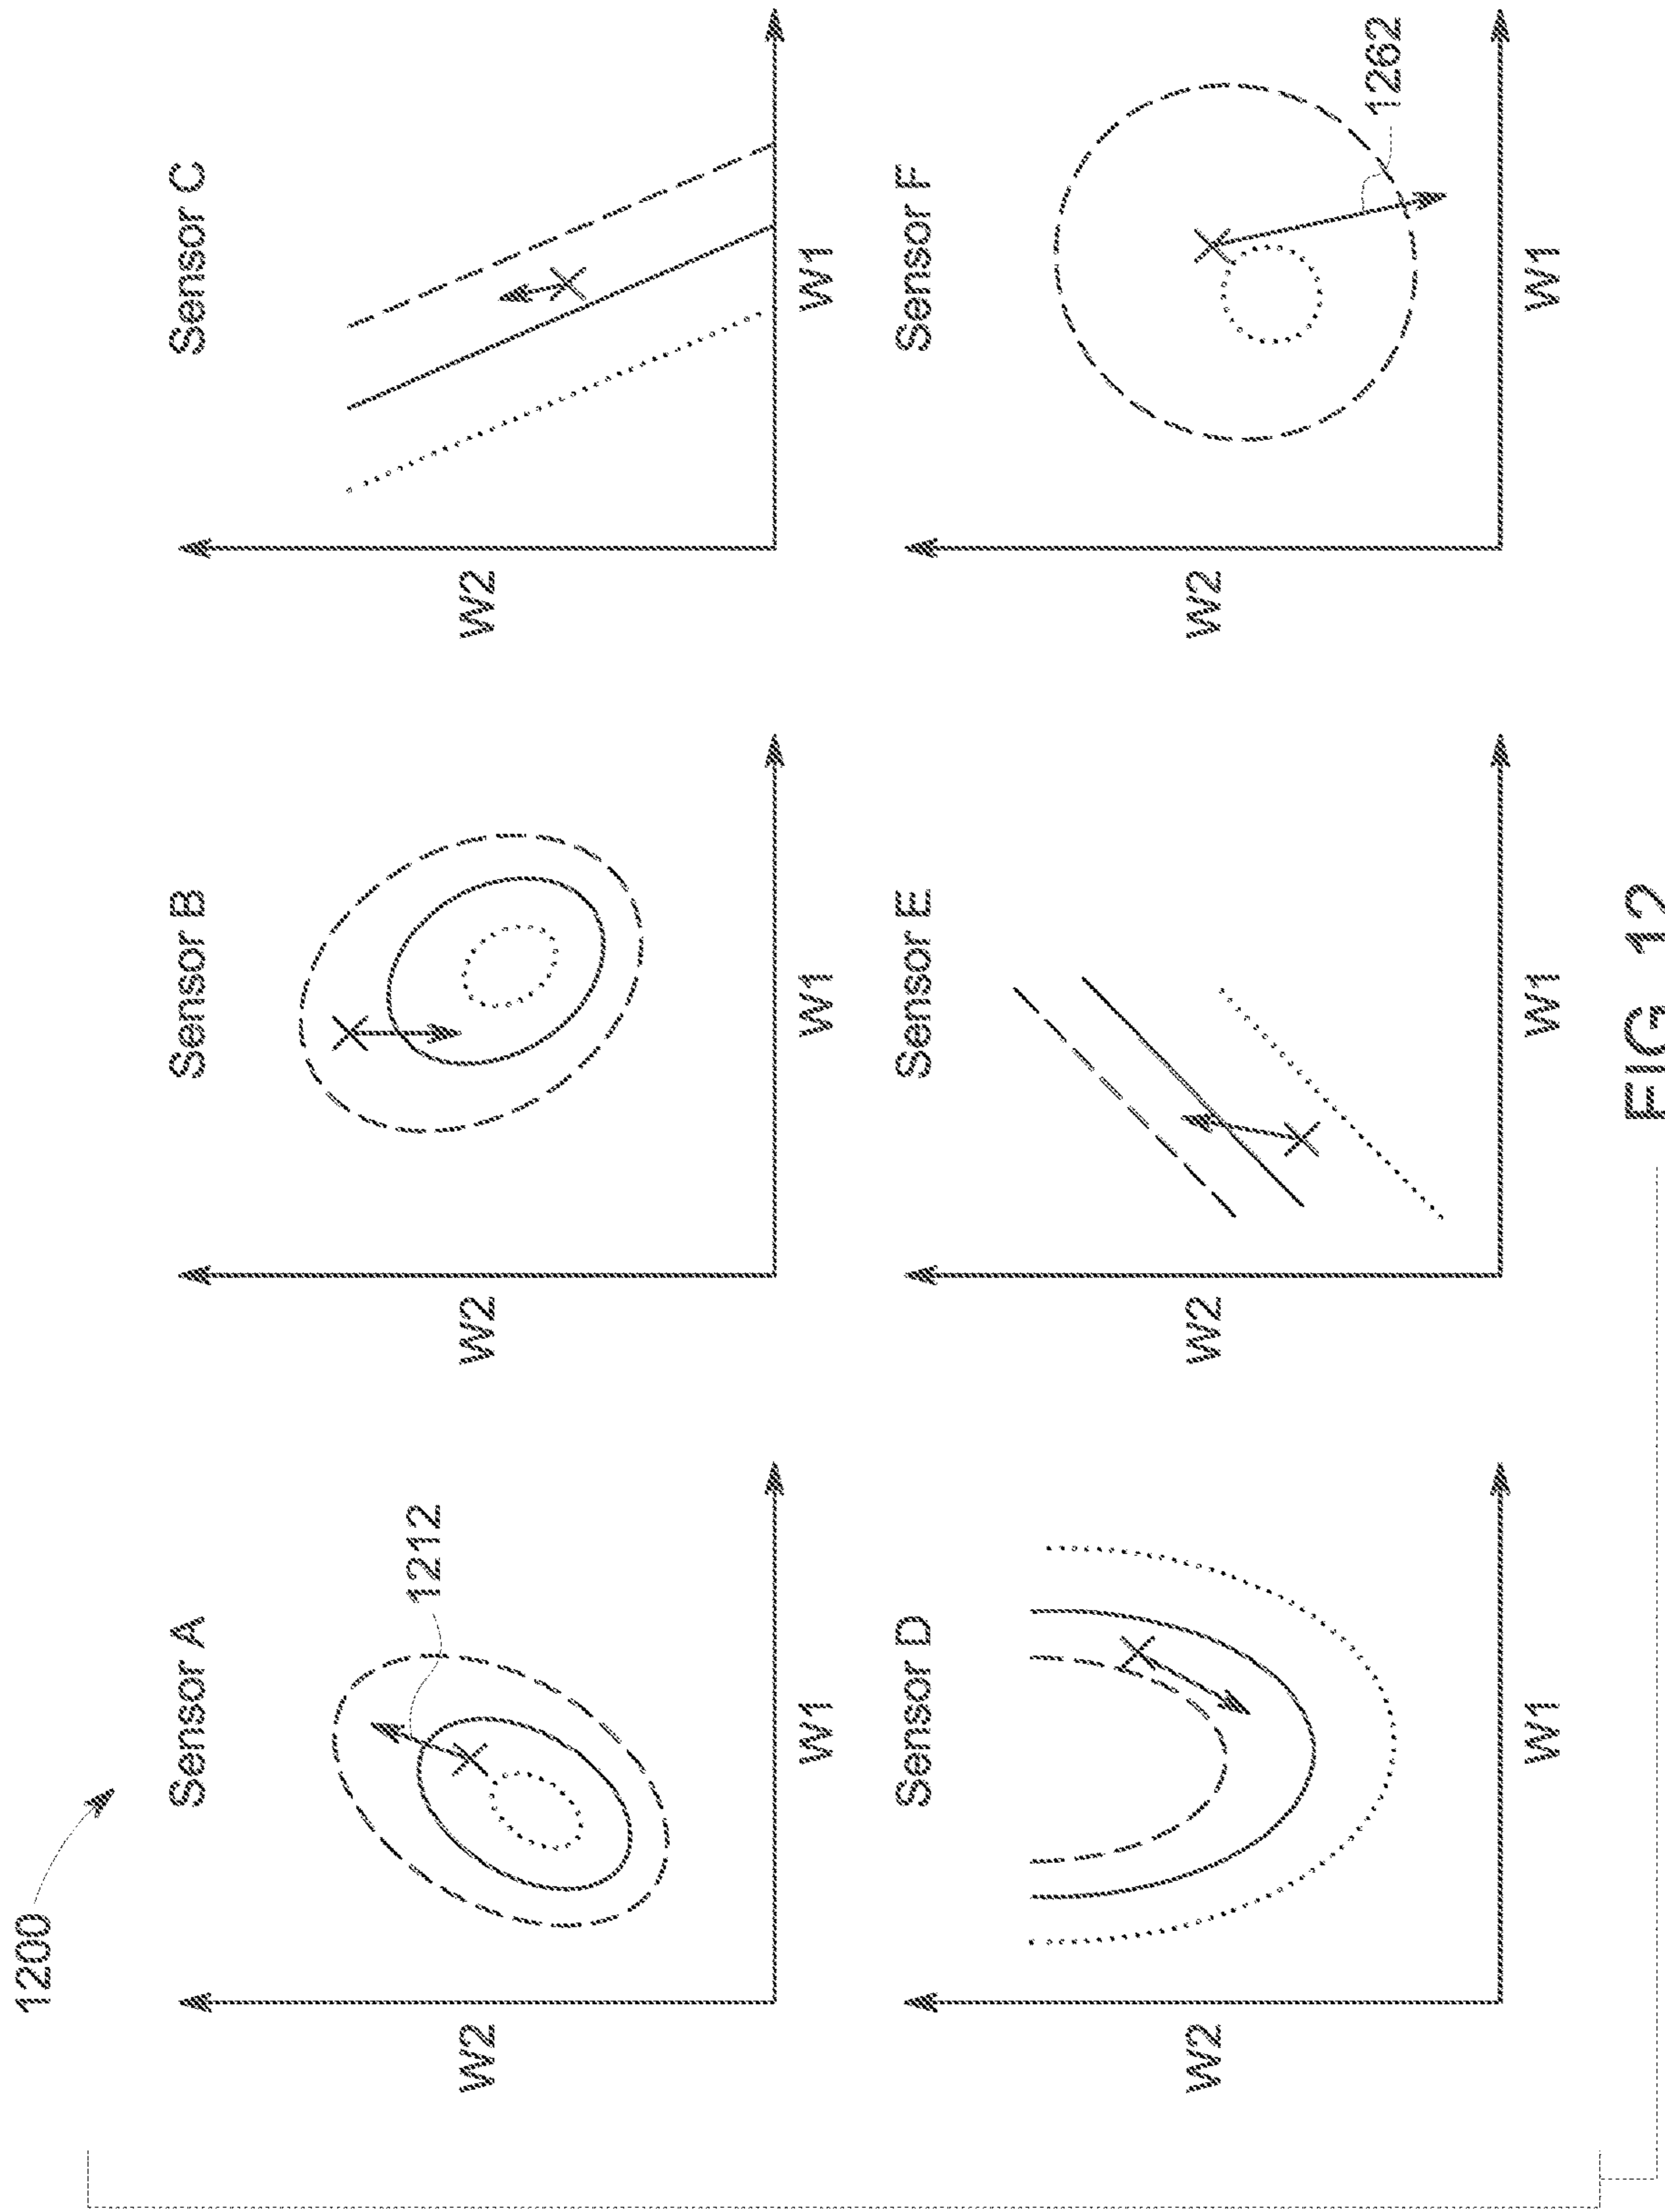 1200
Sensor A
1212
W2
W1
Sensor B
W2
W1
Sensor C
W2
W1
Sensor D
W2
W1
Sensor E
W2
W1
Sensor F
1262
W2
W1
FIG. 12